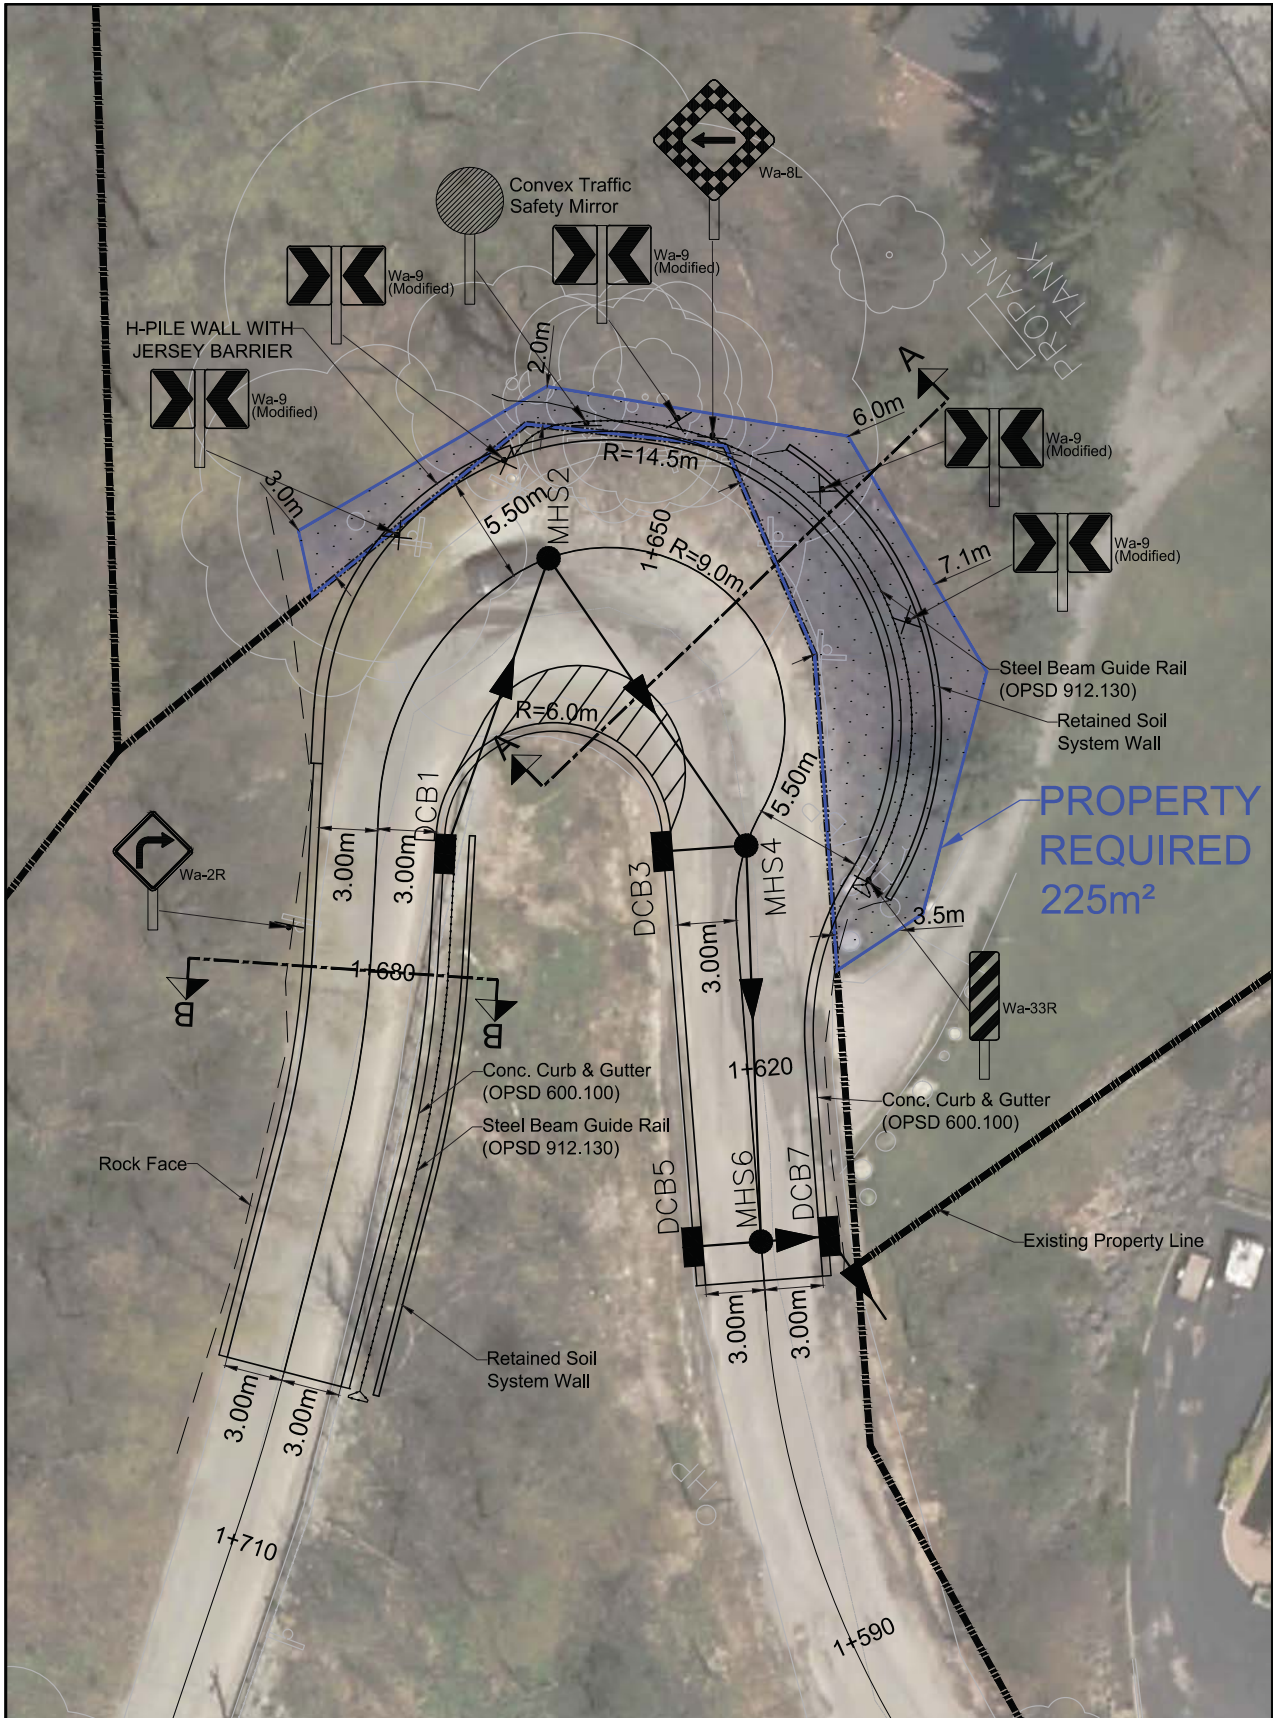 Wa-8L
Convex Traffic
Safety Mirror
Wa-9
(Modified)
Wa-9
(Modified)
H-PILE WALL WITH
JERSEY BARRIER
PROPANE
TANK
2.0m
A
Wa-9
(Modified)
6.0m
Wa-9
(Modified)
R=14.5m
3.0m
5.50m
MHS2
1+650
R=9.0m
7.1m
Wa-9
(Modified)
Steel Beam Guide Rail
(OPSD 912.130)
R=6.0m
Retained Soil
System Wall
A
DCB1
5.50m
PROPERTY
REQUIRED
225m²
Wa-2R
3.00m
3.00m
DCB3
MHS4
3.5m
3.00m
1+680
B
B
Wa-33R
Conc. Curb & Gutter
(OPSD 600.100)
1+620
Conc. Curb & Gutter
(OPSD 600.100)
Steel Beam Guide Rail
(OPSD 912.130)
Rock Face
DCB5
MHS6
DCB7
Existing Property Line
3.00m
3.00m
Retained Soil
System Wall
3.00m
3.00m
HP
1+710
1+590